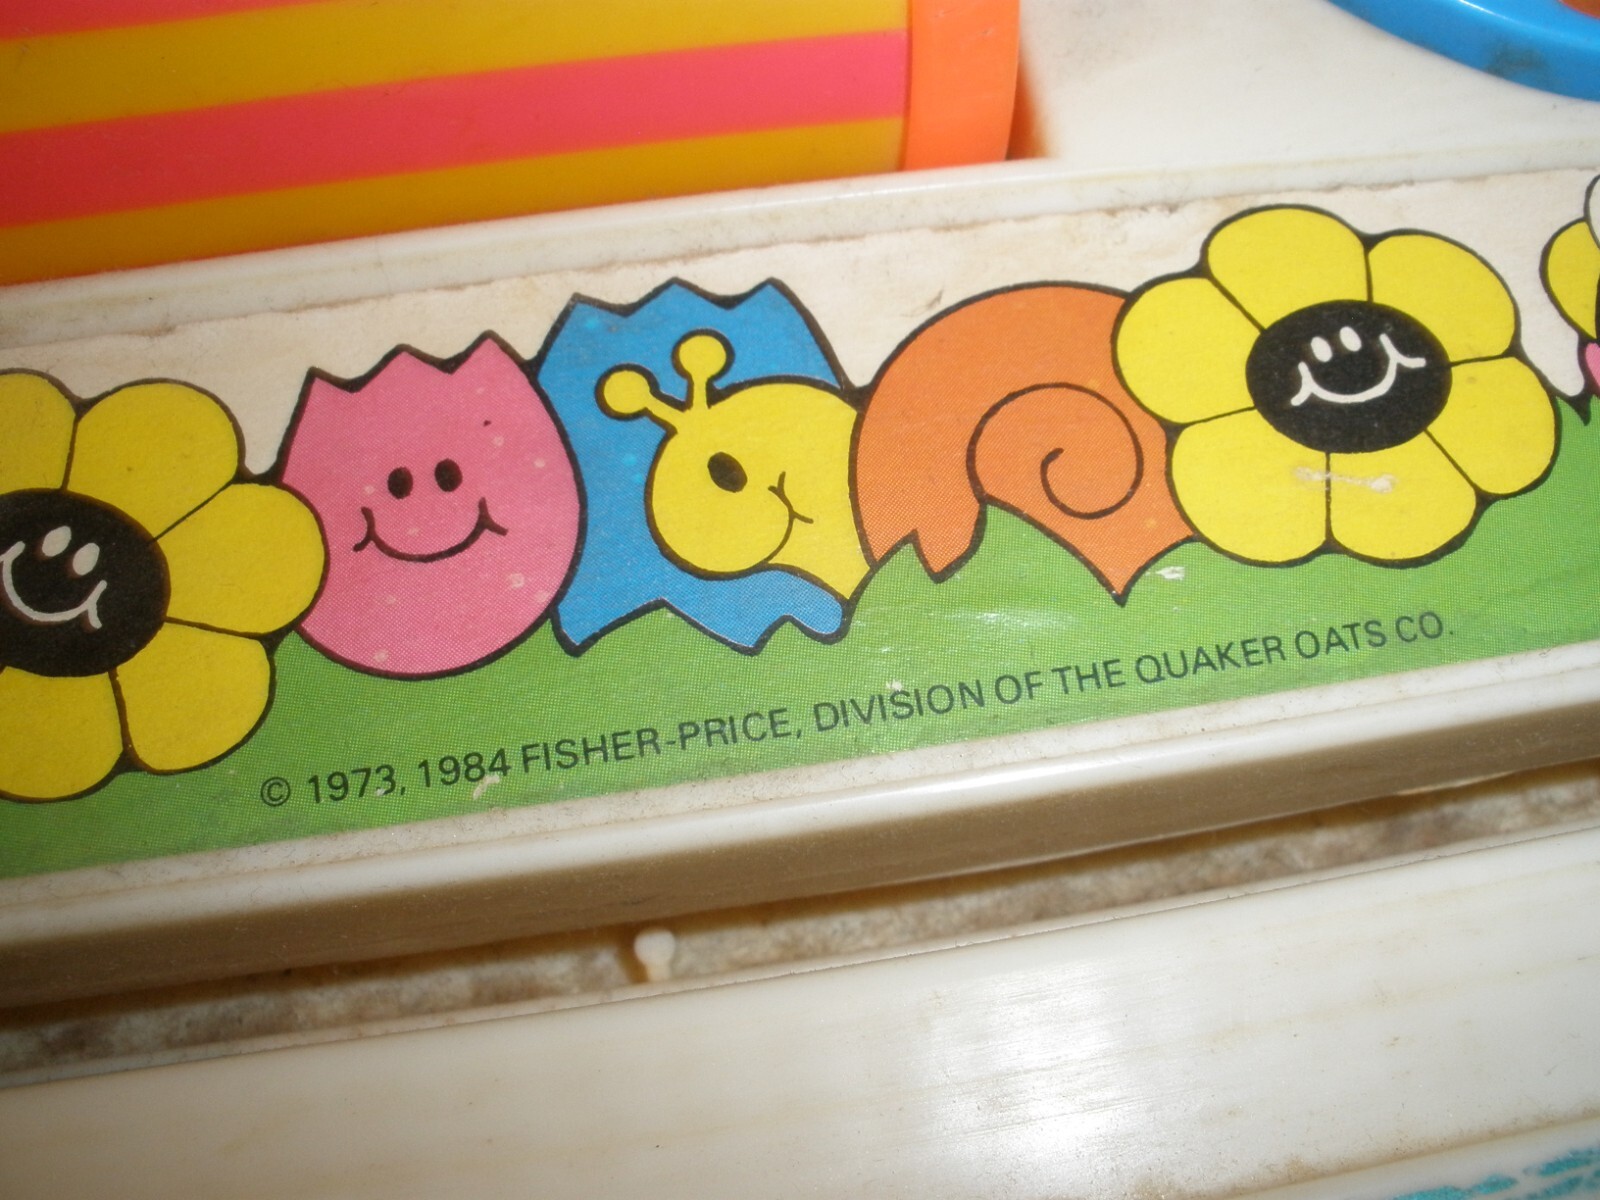 © 1973, 1984 FISHER-PRICE, DIVISION OF THE QUAKER OATS CO.